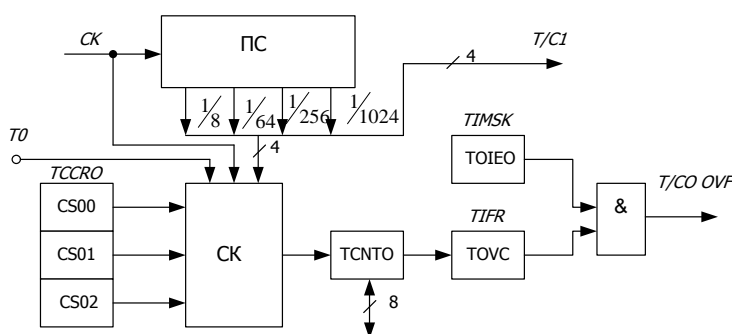 CK
ПС
4
T/C1
1/8
1/64
1/256
1/1024
4
T0
TCCRO
CS00
CS01
CS02
СК
TCNTO
8
TIMSK
TOIEO
TIFR
TOVC
&
T/CO OVF